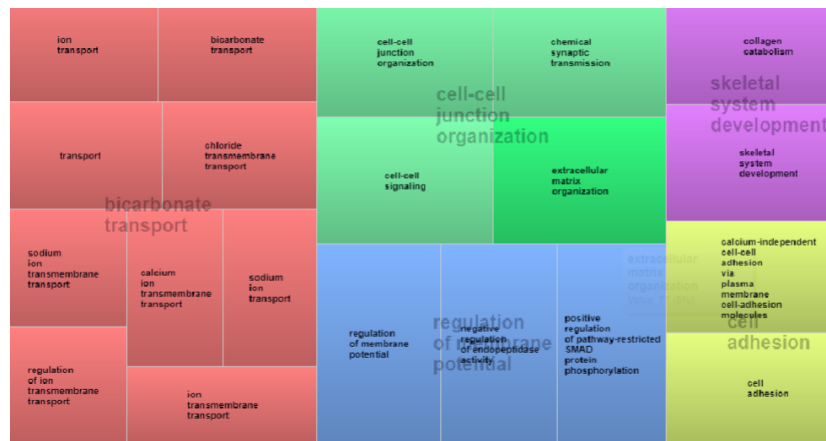 ion
transport
bicarbonate
transport
transport
chloride
transmembrane
transport
bicarbonate
transport
sodium
ion
transmembrane
transport
calcium
ion
transmembrane
transport
sodium
ion
transport
regulation
of ion
transmembrane
transport
ion
transmembrane
transport
cell-cell
junction
organization
chemical
synaptic
transmission
cell-cell
junction
organization
cell-cell
signaling
extracellular
matrix
organization
regulation
of membrane
potential
negative
regulation
of endopeptidase
activity
positive
regulation
of pathway-restricted
SMAD
protein
phosphorylation
regulation
of membrane
potential
extracellular
matrix
organization
collagen
catabolism
skeletal
system
development
skeletal
system
development
calcium-independent
cell-cell
adhesion
via
plasma
membrane
cell-adhesion
molecules
cell
adhesion
cell
adhesion